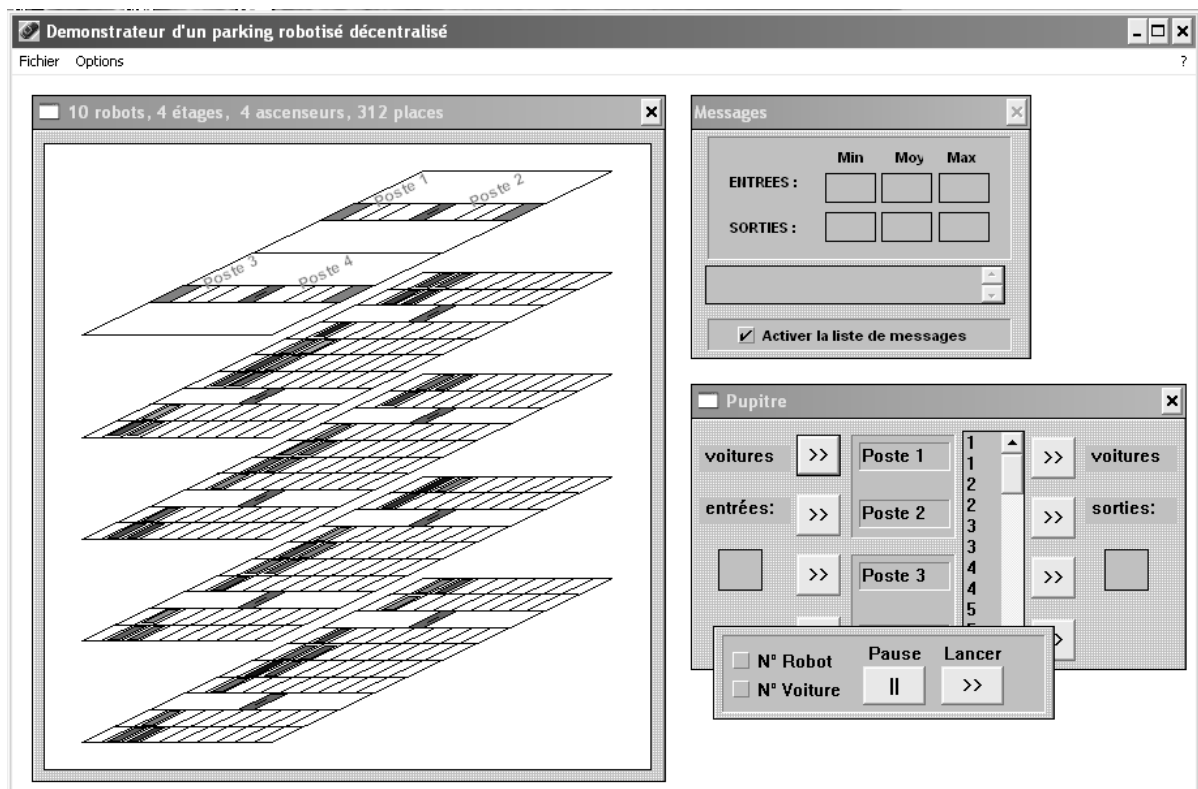 Demonstrateur d'un parking robotisé décentralisé
Fichier Options ?
10 robots, 4 étages, 4 ascenseurs, 312 places
Poste 1
Poste 2
Poste 3
Poste 4
Messages
Min Moy Max
ENTREES :
SORTIES :
Activer la liste de messages
Pupitre
voitures >> Poste 1 >> voitures
entrées: >> Poste 2 >> sorties:
>> Poste 3 >>
1
1
2
2
3
3
4
4
5
N° Robot
N° Voiture
Pause Lancer
|| >>